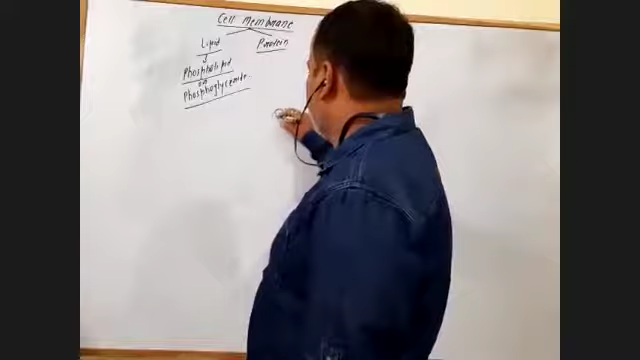 Cell membrane
Lipid Protein
Phospholipid
or
Phosphoglyceride